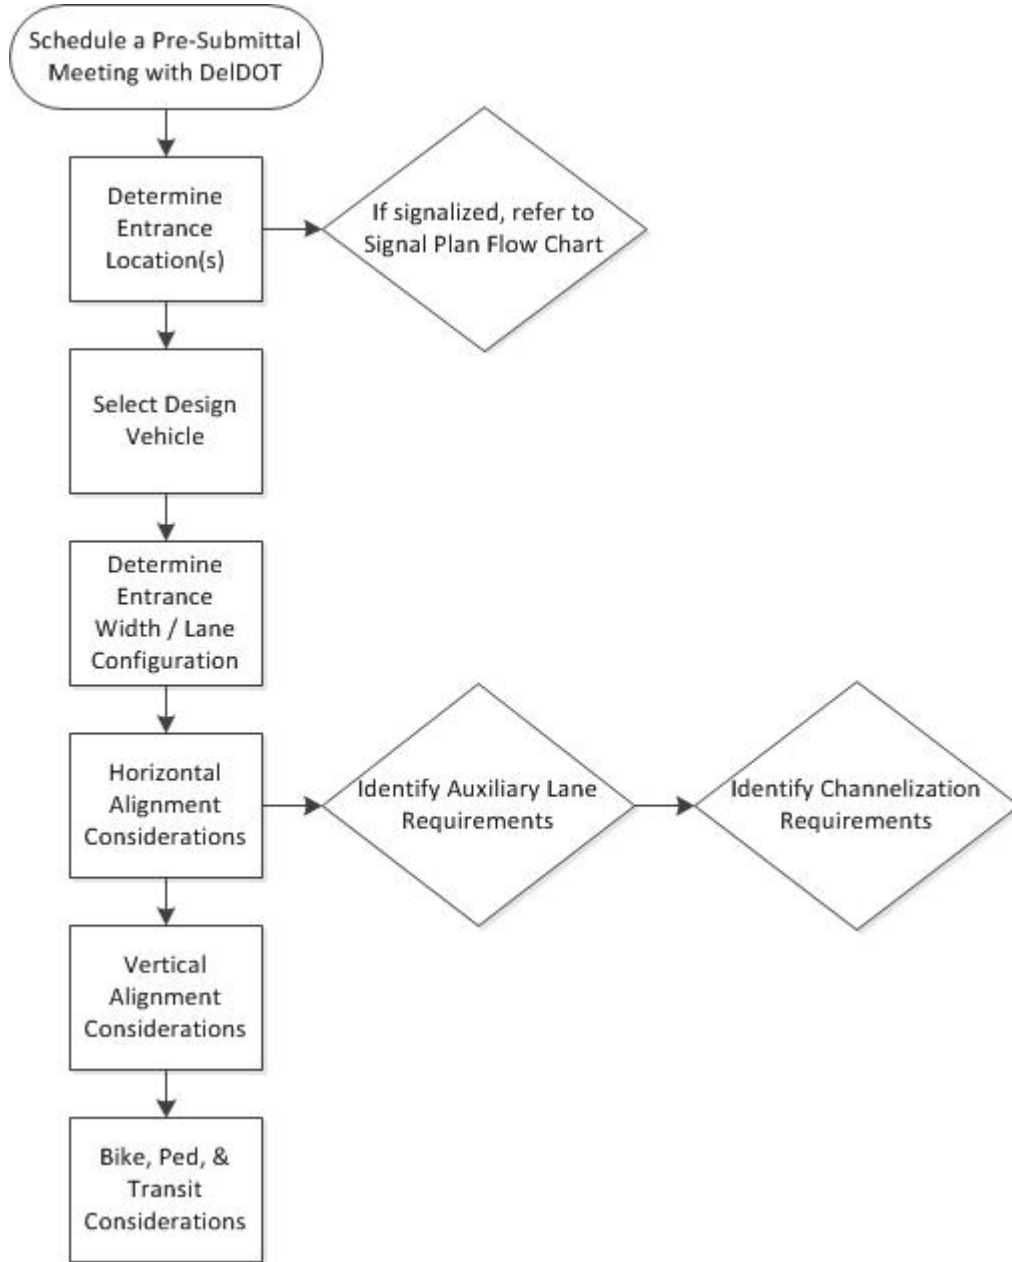 Schedule a Pre-Submittal
Meeting with DelDOT
Determine
Entrance
Location(s)
If signalized, refer to
Signal Plan Flow Chart
Select Design
Vehicle
Determine
Entrance
Width / Lane
Configuration
Horizontal
Alignment
Considerations
Identify Auxiliary Lane
Requirements
Identify Channelization
Requirements
Vertical
Alignment
Considerations
Bike, Ped, &
Transit
Considerations